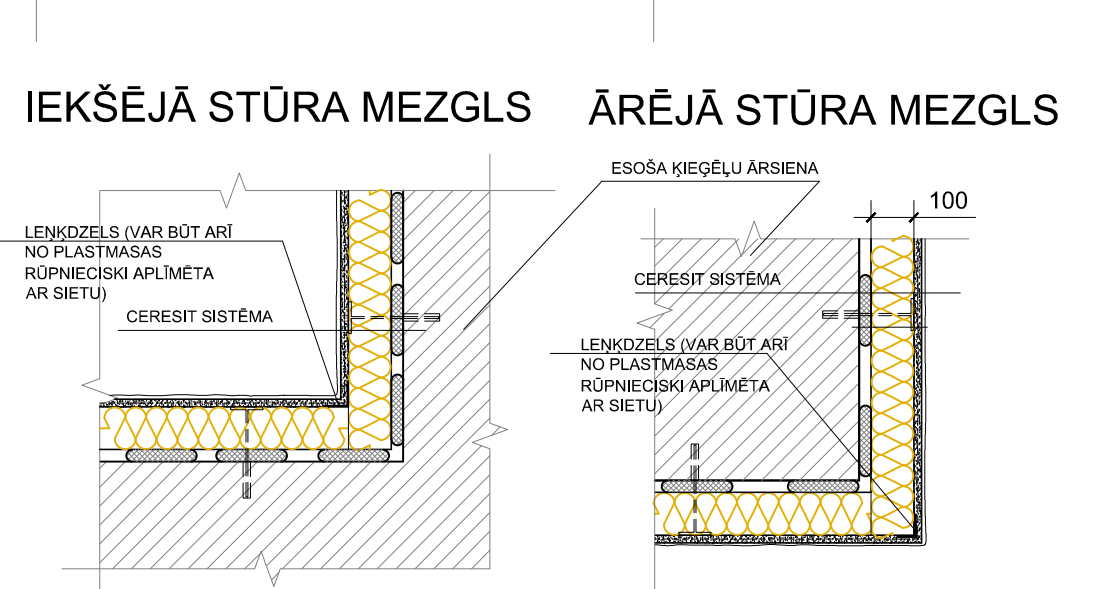 IEKŠĒJĀ STŪRA MEZGLS
LEŅĶDZELS (VAR BŪT ARĪ
NO PLASTMASAS
RŪPNIECISKI APLĪMĒTA
AR SIETU)
CERESIT SISTĒMA
ĀRĒJĀ STŪRA MEZGLS
ESOŠA ĶIEĢĒĻU ĀRSIENA
100
CERESIT SISTĒMA
LEŅĶDZELS (VAR BŪT ARĪ
NO PLASTMASAS
RŪPNIECISKI APLĪMĒTA
AR SIETU)